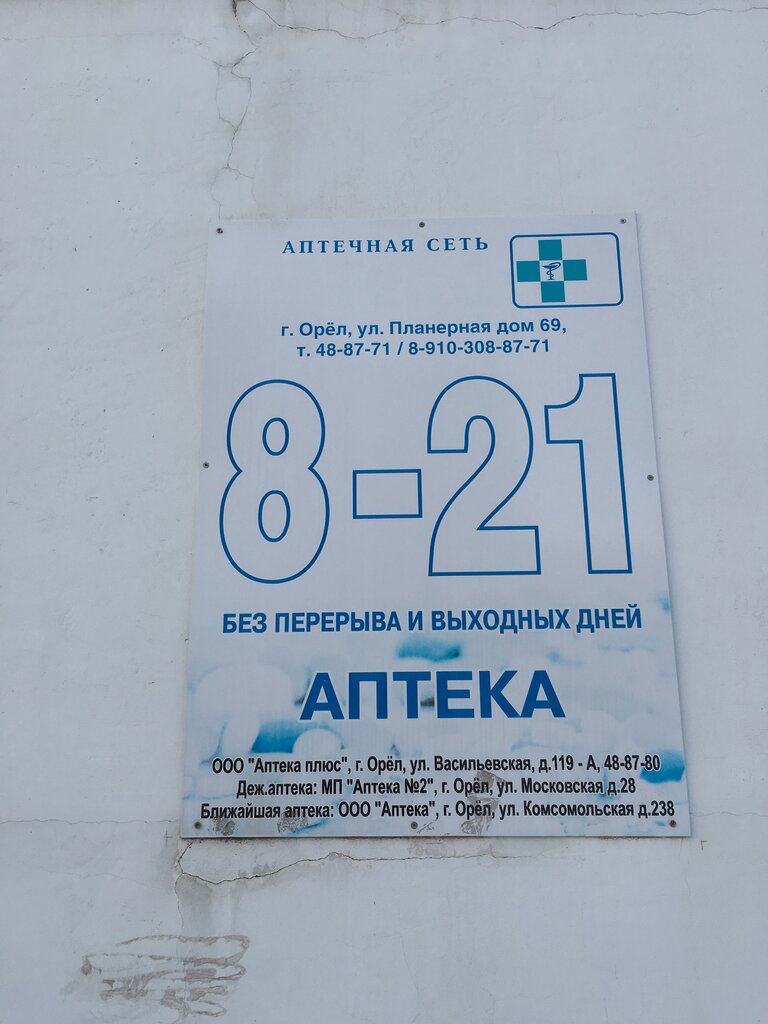 АПТЕЧНАЯ СЕТЬ
г. Орёл, ул. Планерная дом 69,
т. 48-87-71 / 8-910-308-87-71
8-21
БЕЗ ПЕРЕРЫВА И ВЫХОДНЫХ ДНЕЙ
АПТЕКА
ООО "Аптека плюс", г. Орёл, ул. Васильевская, д.119 - А, 48-87-80
Деж.аптека: МП "Аптека №2", г. Орёл, ул. Московская д.28
Ближайшая аптека: ООО "Аптека", г. Орёл, ул. Комсомольская д.238